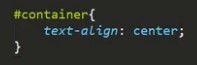 #container{
    text-align: center;
}